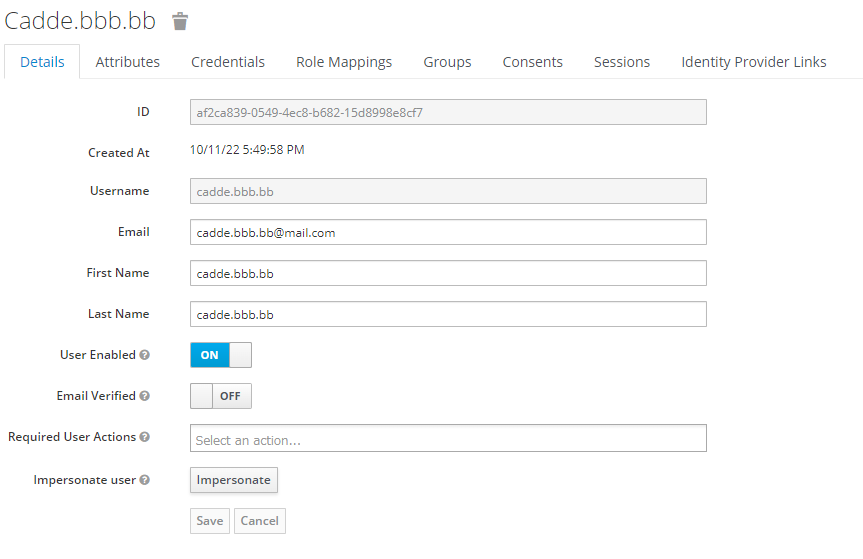 Cadde.bbb.bb
Details Attributes Credentials Role Mappings Groups Consents Sessions Identity Provider Links
ID af2ca839-0549-4ec8-b682-15d8998e8cf7
Created At 10/11/22 5:49:58 PM
Username cadde.bbb.bb
Email cadde.bbb.bb@mail.com
First Name cadde.bbb.bb
Last Name cadde.bbb.bb
User Enabled ON
Email Verified OFF
Required User Actions Select an action...
Impersonate user Impersonate
Save Cancel